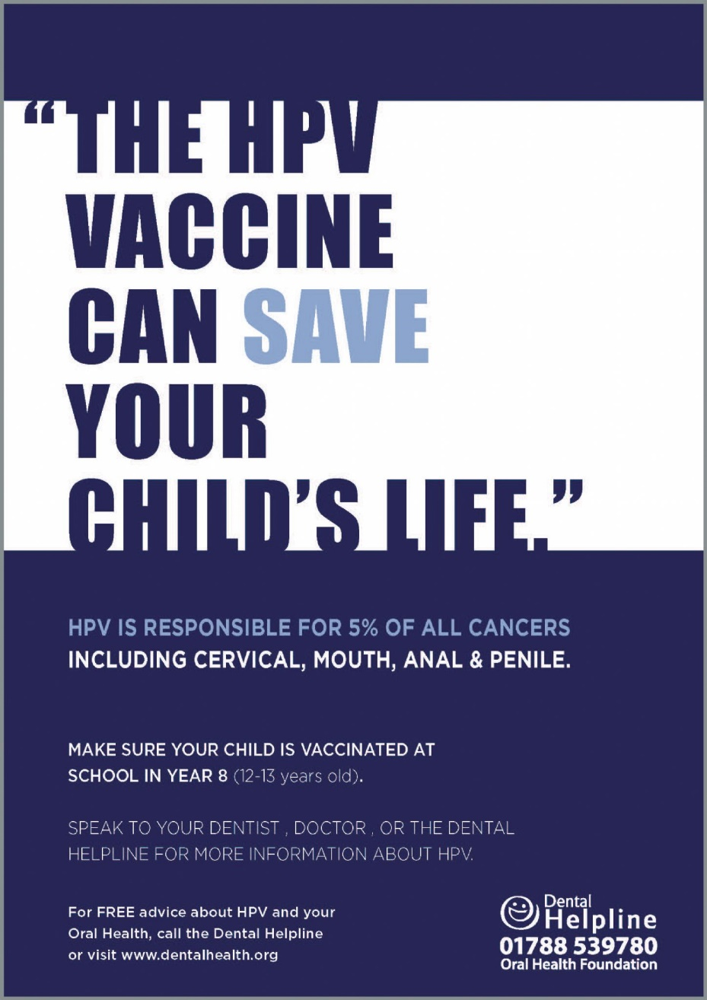 “THE HPV
VACCINE
CAN SAVE
YOUR
CHILD’S LIFE.”
HPV IS RESPONSIBLE FOR 5% OF ALL CANCERS
INCLUDING CERVICAL, MOUTH, ANAL & PENILE.
MAKE SURE YOUR CHILD IS VACCINATED AT
SCHOOL IN YEAR 8 (12-13 years old).
SPEAK TO YOUR DENTIST , DOCTOR , OR THE DENTAL
HELPLINE FOR MORE INFORMATION ABOUT HPV.
For FREE advice about HPV and your
Oral Health, call the Dental Helpline
or visit www.dentalhealth.org
Dental
Helpline
01788 539780
Oral Health Foundation